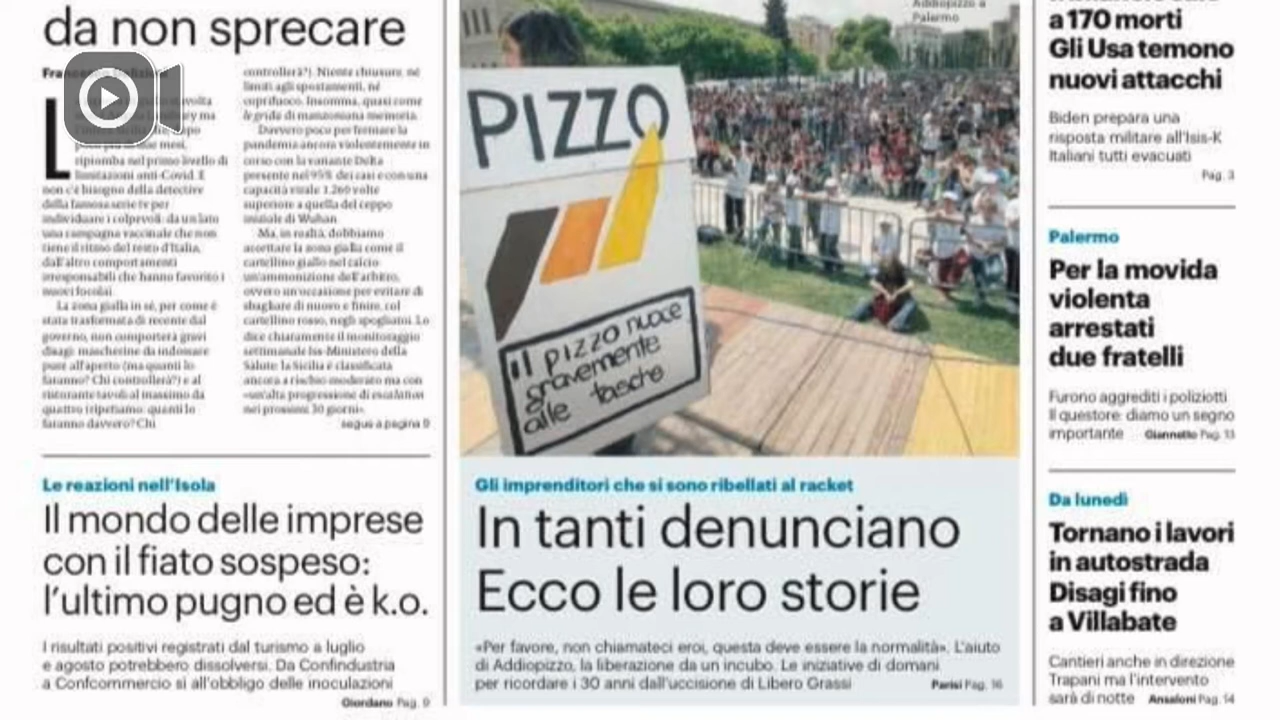 da non sprecare
ripiomba nel primo livello di
limitazioni anti-Covid. E
non c'è bisogno della detective
della famosa serie tv per
individuare i colpevoli: da un lato
una campagna vaccinale che non
tiene il ritmo del resto d'Italia,
dall'altro comportamenti
irresponsabili che hanno favorito i
nuovi focolai.
La zona gialla in sé, per come è
stata trasformata di recente dal
governo, non comporterà gravi
disagi: mascherine da indossare
pure all'aperto (ma quanti lo
faranno? Chi controllerà?) e al
ristorante tavoli al massimo da
quattro (ripetiamo: quanti lo
faranno davvero? Chi
controllerà?). Niente chiusure, né
limiti agli spostamenti, né
coprifuoco. Insomma, quasi come
le gride di manzoniana memoria.
Davvero poco per fermare la
pandemia ancora violentemente in
corso con la variante Delta
presente nel 95% dei casi e con una
capacità virale 1.260 volte
superiore a quella del ceppo
iniziale di Wuhan.
Ma, in realtà, dobbiamo
accettare la zona gialla come il
cartellino giallo nel calcio:
un'ammonizione dell'arbitro,
ovvero un'occasione per evitare di
sbagliare di nuovo e finire, col
cartellino rosso, negli spogliatoi. Lo
dice chiaramente il monitoraggio
settimanale Iss-Ministero della
Salute: la Sicilia è classificata
ancora a rischio moderato ma con
«un'alta progressione di escalation
nei prossimi 30 giorni».
segue a pagina 9
Le reazioni nell'Isola
Il mondo delle imprese
con il fiato sospeso:
l'ultimo pugno ed è k.o.
I risultati positivi registrati dal turismo a luglio
e agosto potrebbero dissolversi. Da Confindustria
a Confcommercio sì all'obbligo delle inoculazioni
Giordano Pag. 9
Addiopizzo a
Palermo
PIZZO
il pizzo nuoce
gravemente
alle tasche
Gli imprenditori che si sono ribellati al racket
In tanti denunciano
Ecco le loro storie
«Per favore, non chiamateci eroi, questa deve essere la normalità». L'aiuto
di Addiopizzo, la liberazione da un incubo. Le iniziative di domani
per ricordare i 30 anni dall'uccisione di Libero Grassi
Parisi Pag. 16
a 170 morti
Gli Usa temono
nuovi attacchi
Biden prepara una
risposta militare all'Isis-K
Italiani tutti evacuati
Pag. 3
Palermo
Per la movida
violenta
arrestati
due fratelli
Furono aggrediti i poliziotti
Il questore: diamo un segno
importante Giannetto Pag. 13
Da lunedì
Tornano i lavori
in autostrada
Disagi fino
a Villabate
Cantieri anche in direzione
Trapani ma l'intervento
sarà di notte Ansaloni Pag. 14